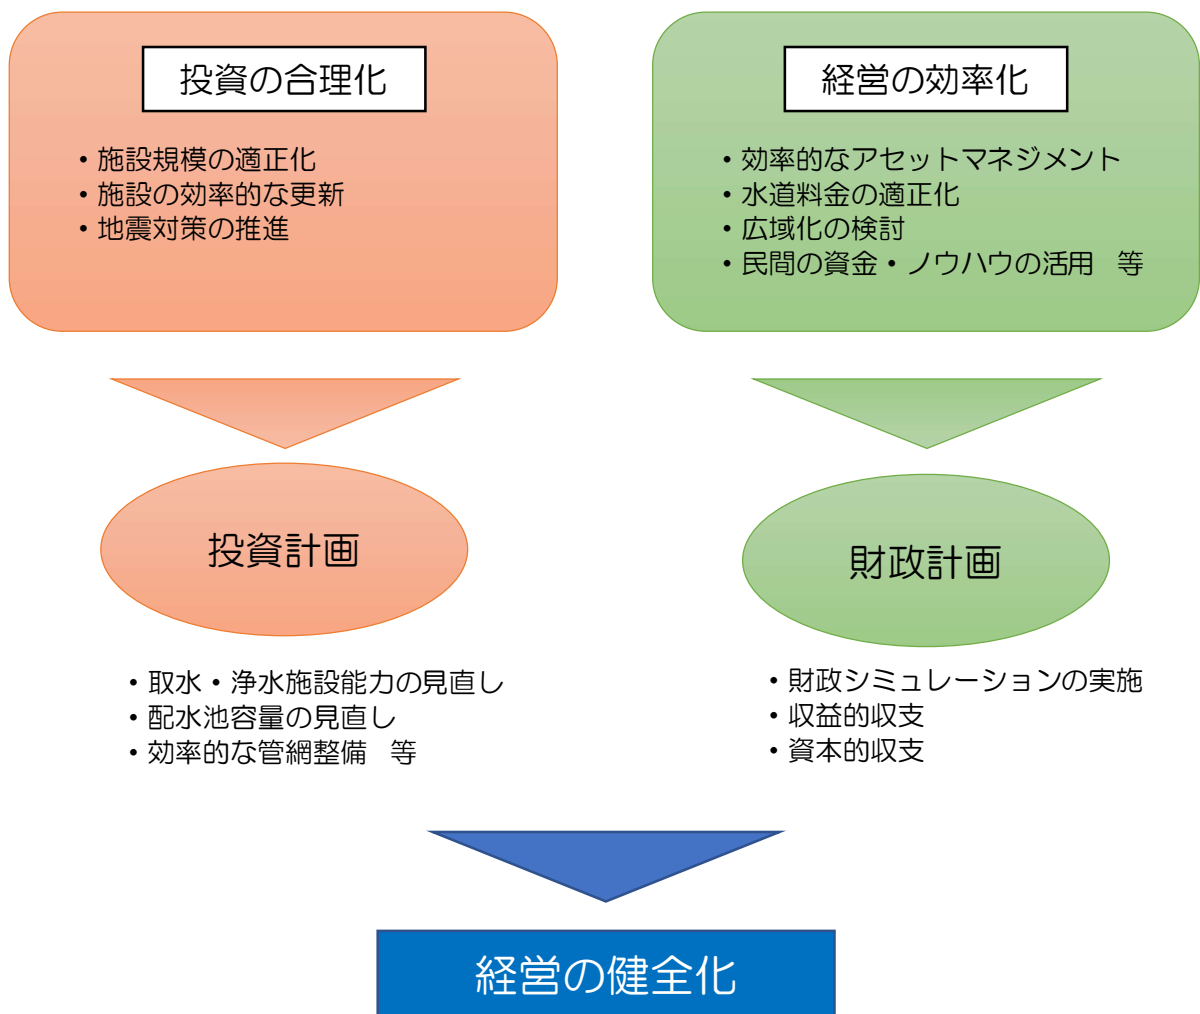 投資の合理化
・施設規模の適正化
・施設の効率的な更新
・地震対策の推進
経営の効率化
・効率的なアセットマネジメント
・水道料金の適正化
・広域化の検討
・民間の資金・ノウハウの活用　等
投資計画
・取水・浄水施設能力の見直し
・配水池容量の見直し
・効率的な管網整備　等
財政計画
・財政シミュレーションの実施
・収益的収支
・資本的収支
経営の健全化